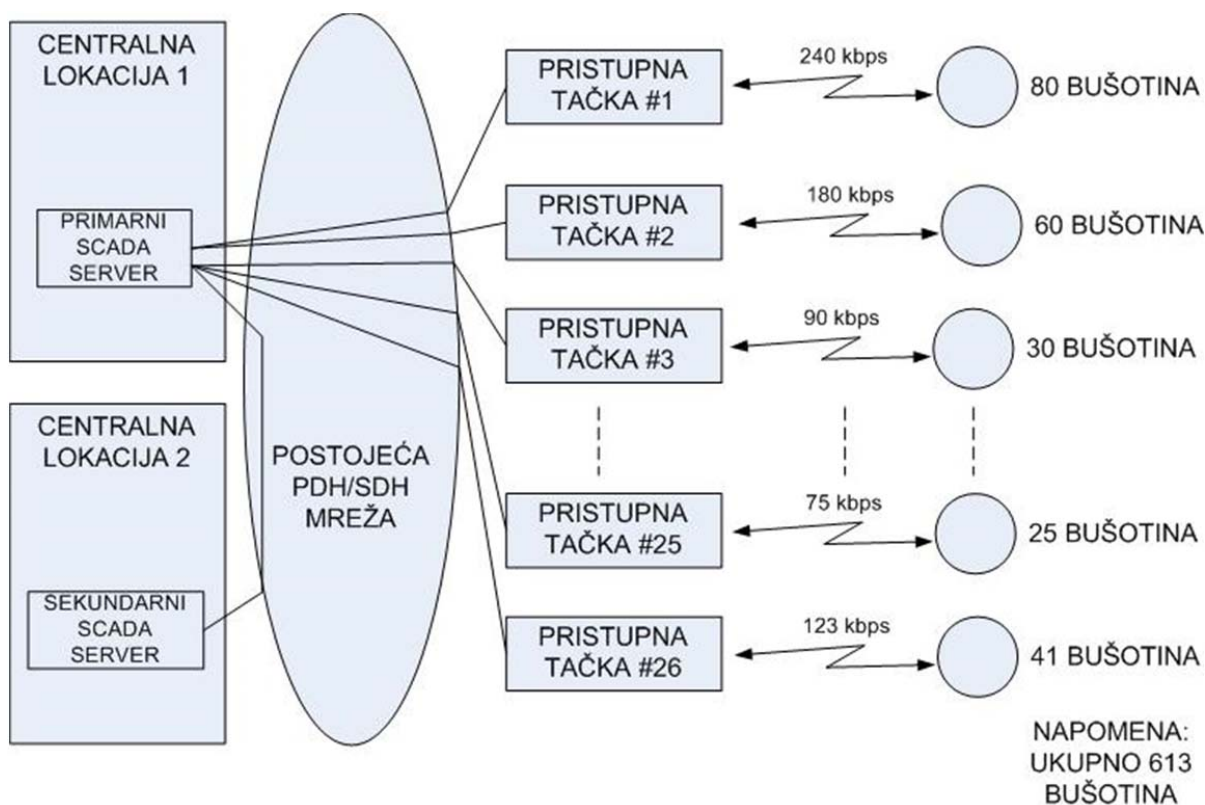 CENTRALNA
LOKACIJA 1
PRIMARNI
SCADA
SERVER
CENTRALNA
LOKACIJA 2
SEKUNDARNI
SCADA
SERVER
POSTOJEĆA
PDH/SDH
MREŽA
PRISTUPNA
TAČKA #1
240 kbps
80 BUŠOTINA
PRISTUPNA
TAČKA #2
180 kbps
60 BUŠOTINA
PRISTUPNA
TAČKA #3
90 kbps
30 BUŠOTINA
PRISTUPNA
TAČKA #25
75 kbps
25 BUŠOTINA
PRISTUPNA
TAČKA #26
123 kbps
41 BUŠOTINA
NAPOMENA:
UKUPNO 613
BUŠOTINA